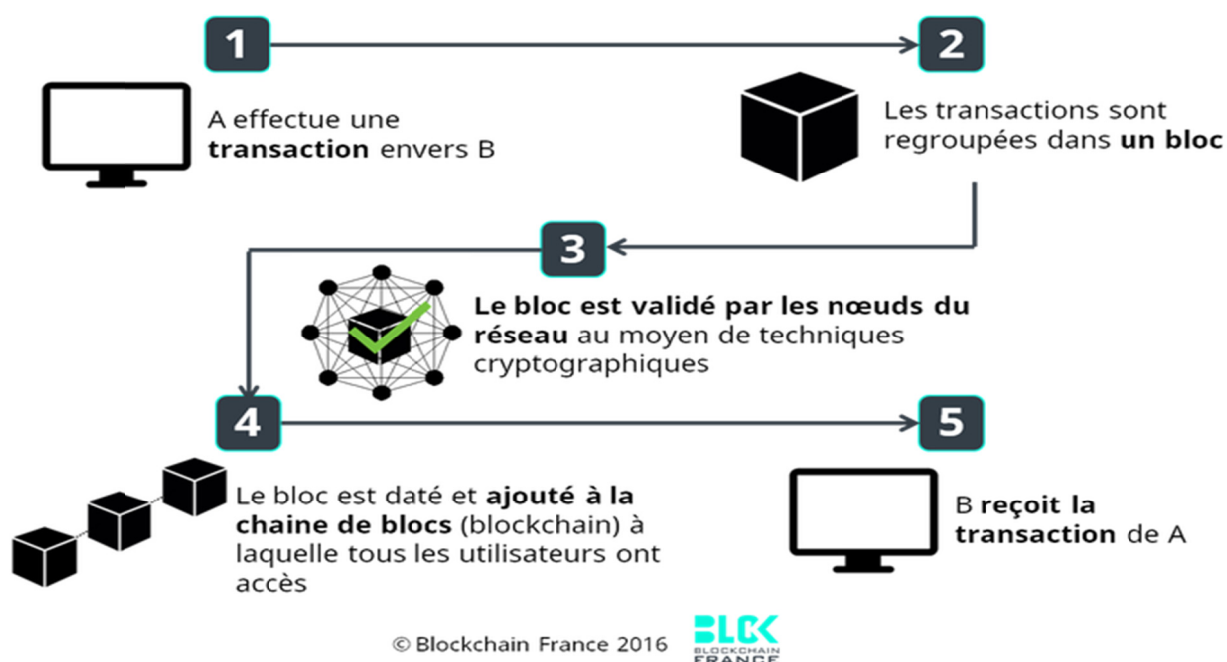 1
2
A effectue une
transaction envers B
Les transactions sont
regroupées dans un bloc
3
Le bloc est validé par les nœuds du
réseau au moyen de techniques
cryptographiques
4
5
Le bloc est daté et ajouté à la
chaine de blocs (blockchain) à
laquelle tous les utilisateurs ont
accès
B reçoit la
transaction de A
© Blockchain France 2016
BLOCK
BLOCKCHAIN
FRANCE